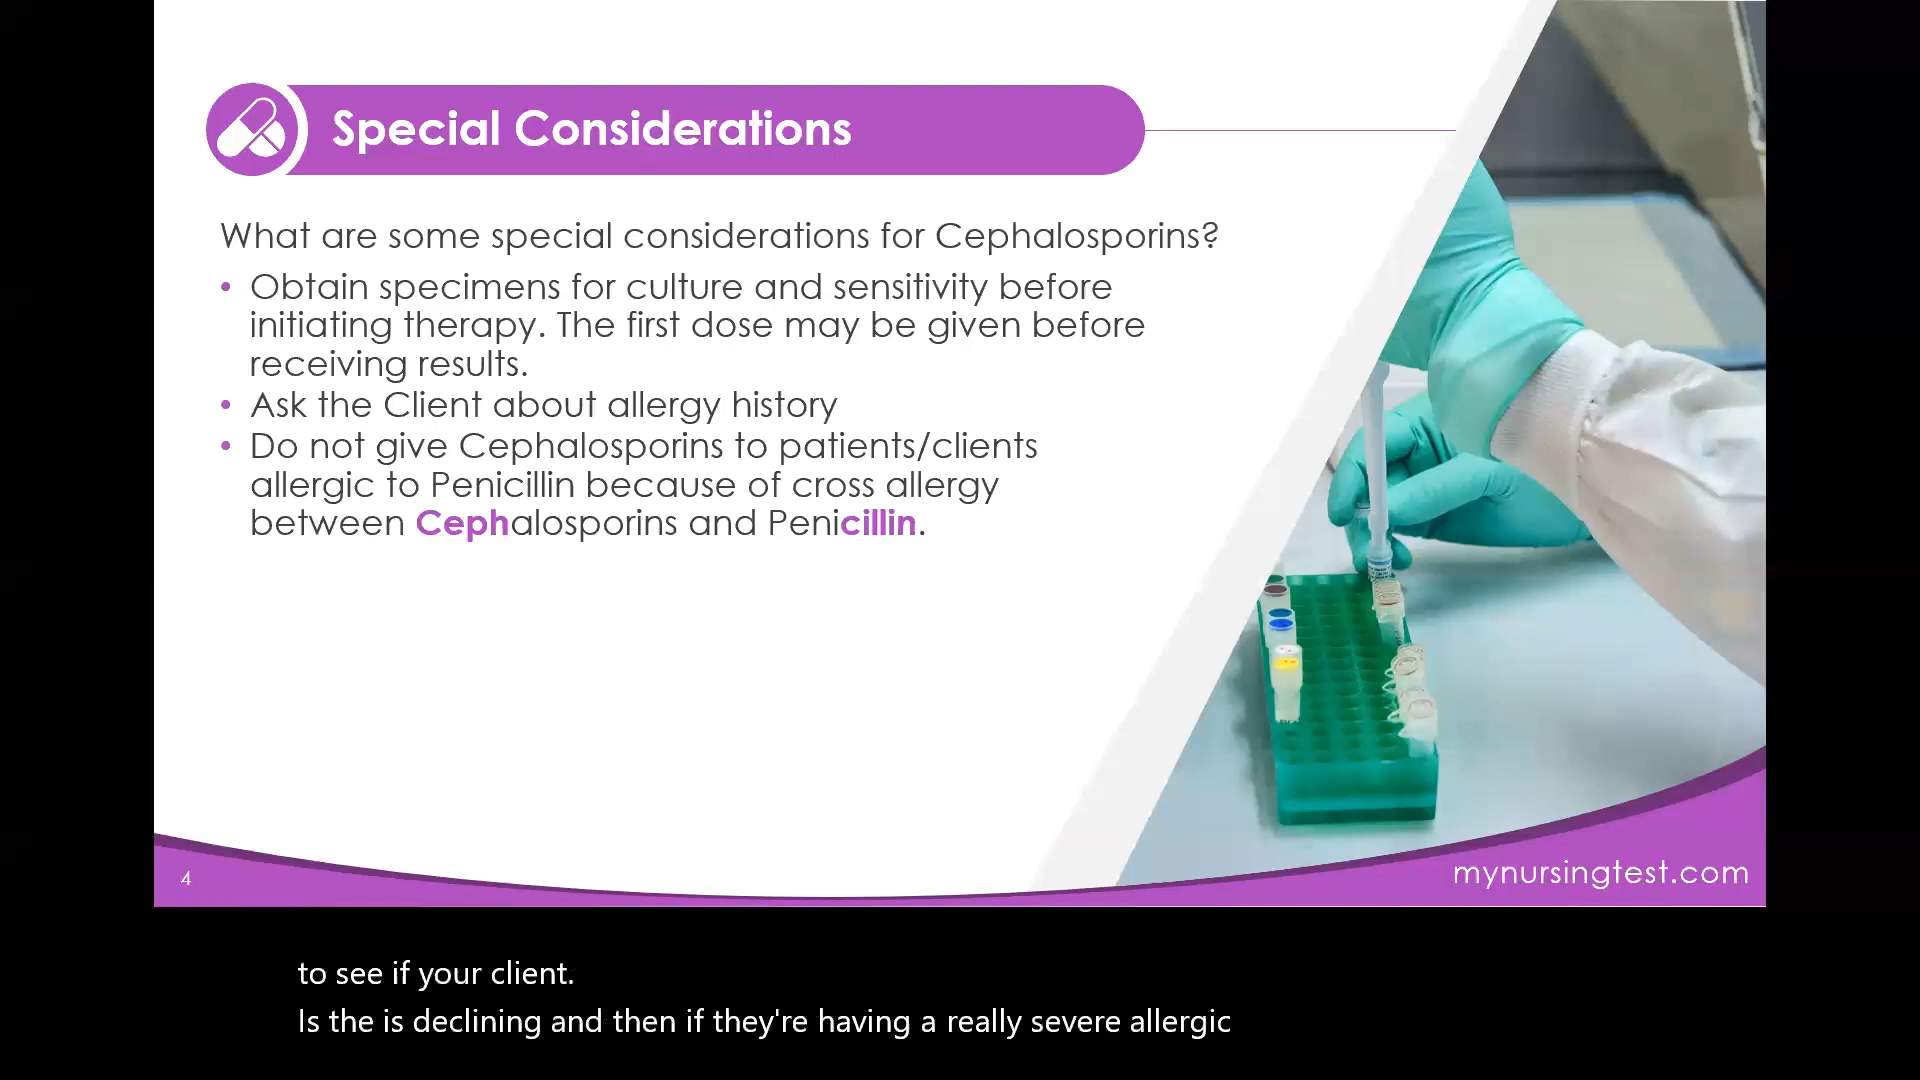 Special Considerations
What are some special considerations for Cephalosporins?
• Obtain specimens for culture and sensitivity before
initiating therapy. The first dose may be given before
receiving results.
• Ask the Client about allergy history
• Do not give Cephalosporins to patients/clients
allergic to Penicillin because of cross allergy
between Cephalosporins and Penicillin.
4
mynursingtest.com
to see if your client.
Is the is declining and then if they're having a really severe allergic